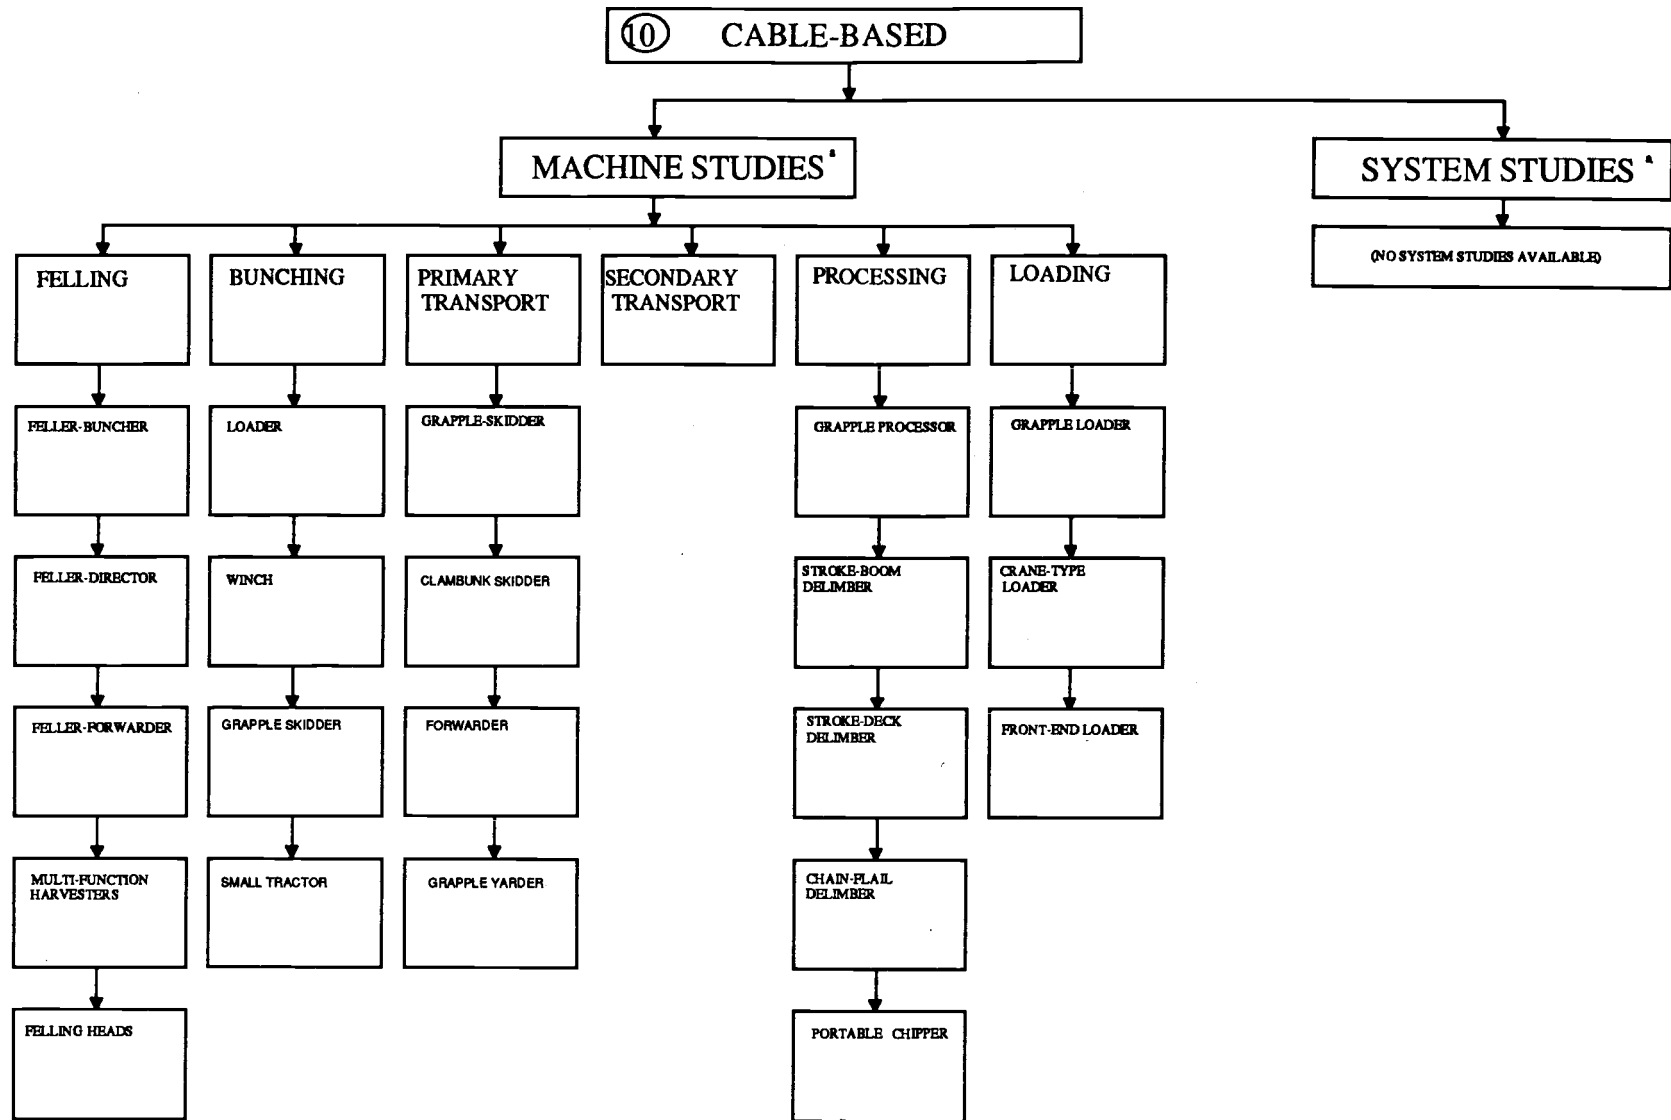 10 CABLE-BASED
MACHINE STUDIES a
SYSTEM STUDIES a
(NO SYSTEM STUDIES AVAILABLE)
FELLING
BUNCHING
PRIMARY
TRANSPORT
SECONDARY
TRANSPORT
PROCESSING
LOADING
FELLER-BUNCHER
LOADER
GRAPPLE-SKIDDER
GRAPPLE PROCESSOR
GRAPPLE LOADER
FELLER-DIRECTOR
WINCH
CLAMBUNK SKIDDER
STROKE-BOOM
DELIMBER
CRANE-TYPE
LOADER
FELLER-FORWARDER
GRAPPLE SKIDDER
FORWARDER
STROKE-DECK
DELIMBER
FRONT-END LOADER
MULTI-FUNCTION
HARVESTERS
SMALL TRACTOR
GRAPPLE YARDER
CHAIN-FLAIL
DELIMBER
FELLING HEADS
PORTABLE CHIPPER